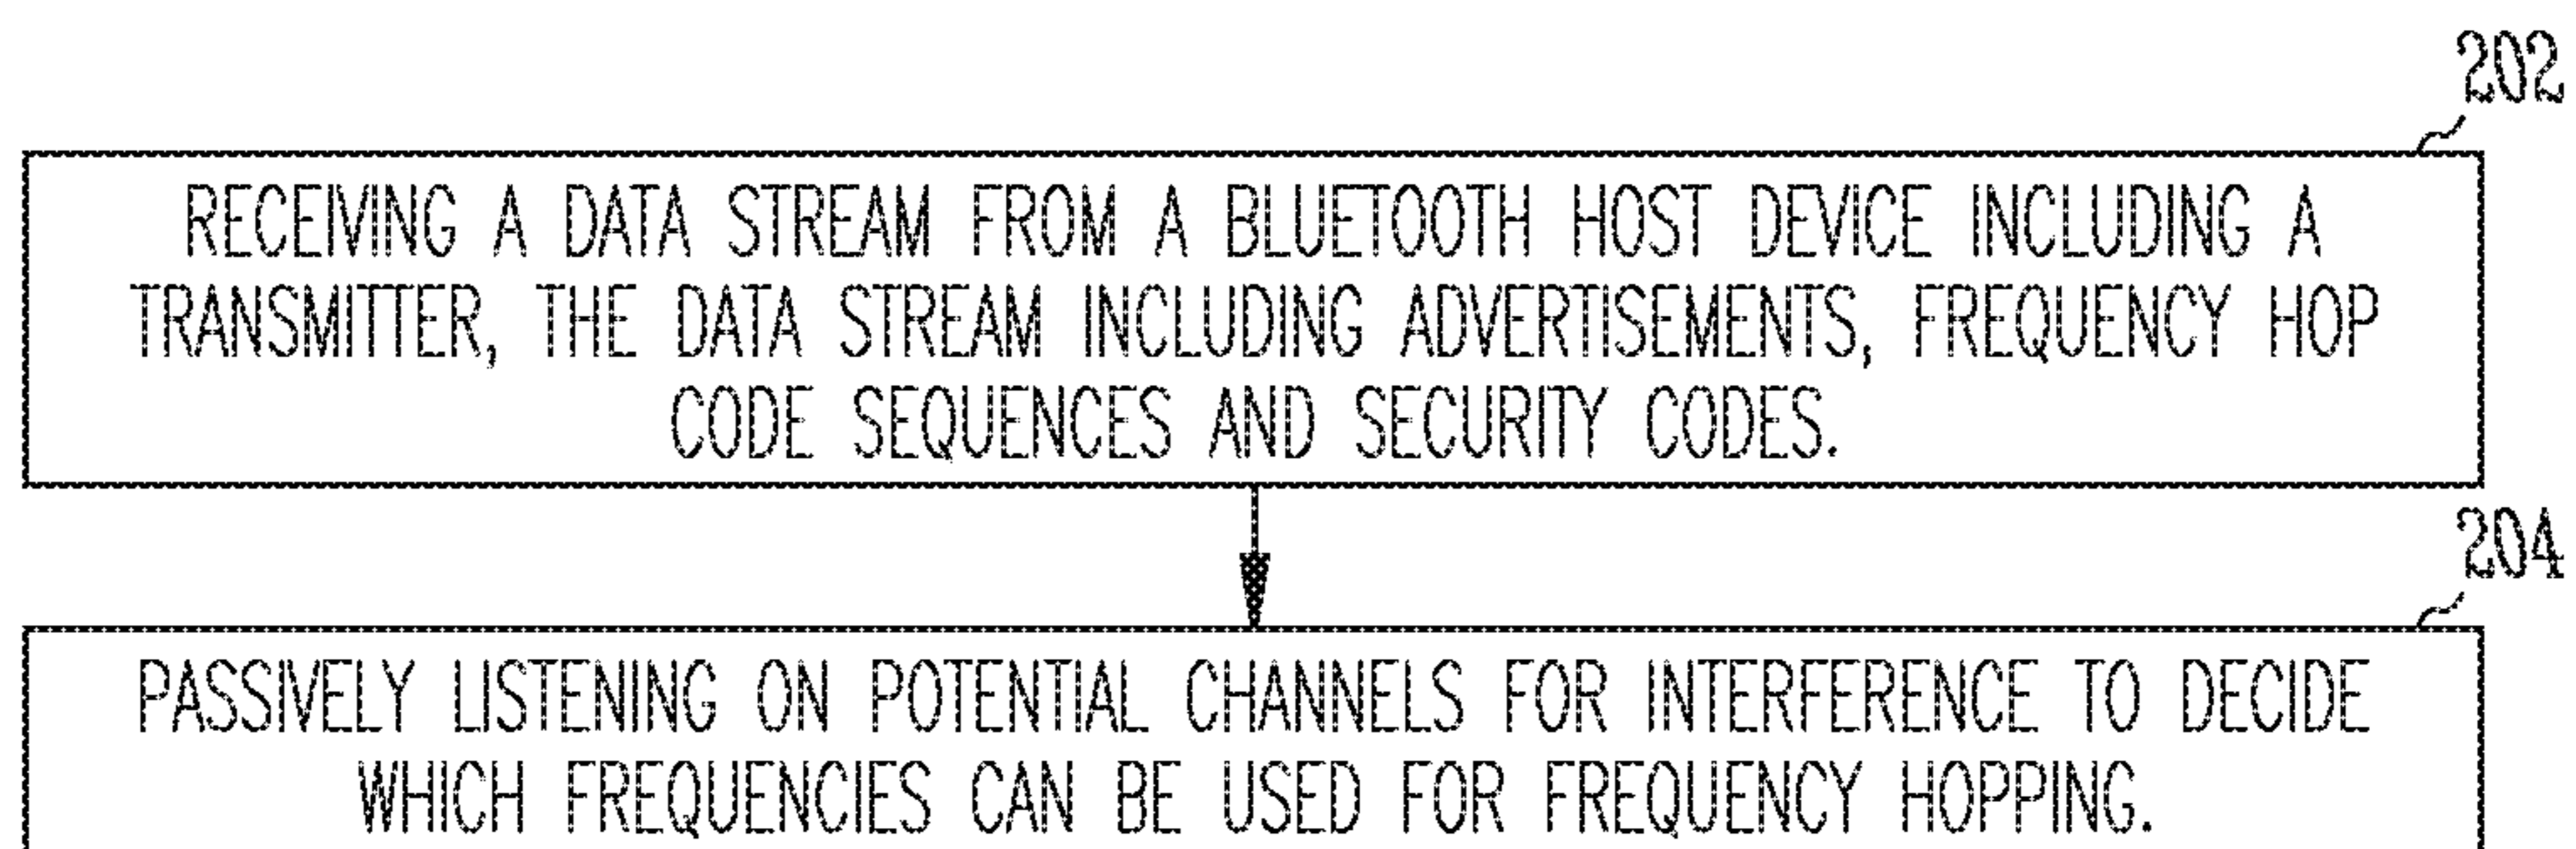 202
RECEIVING A DATA STREAM FROM A BLUETOOTH HOST DEVICE INCLUDING A
TRANSMITTER, THE DATA STREAM INCLUDING ADVERTISEMENTS, FREQUENCY HOP
CODE SEQUENCES AND SECURITY CODES.
204
PASSIVELY LISTENING ON POTENTIAL CHANNELS FOR INTERFERENCE TO DECIDE
WHICH FREQUENCIES CAN BE USED FOR FREQUENCY HOPPING.